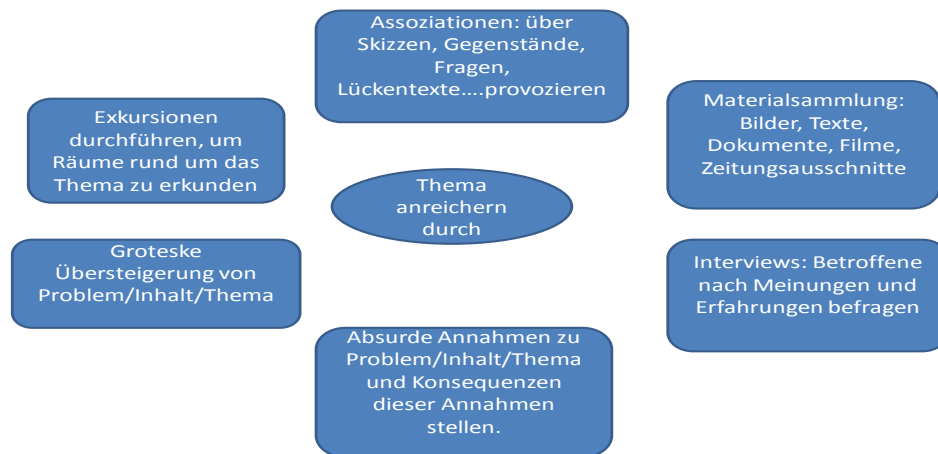 Assoziationen: über
Skizzen, Gegenstände,
Fragen,
Lückentexte....provozieren
Exkursionen
durchführen, um
Räume rund um das
Thema zu erkunden
Materialsammlung:
Bilder, Texte,
Dokumente, Filme,
Zeitungsausschnitte
Thema
anreichern
durch
Groteske
Übersteigerung von
Problem/Inhalt/Thema
Interviews: Betroffene
nach Meinungen und
Erfahrungen befragen
Absurde Annahmen zu
Problem/Inhalt/Thema
und Konsequenzen
dieser Annahmen
stellen.